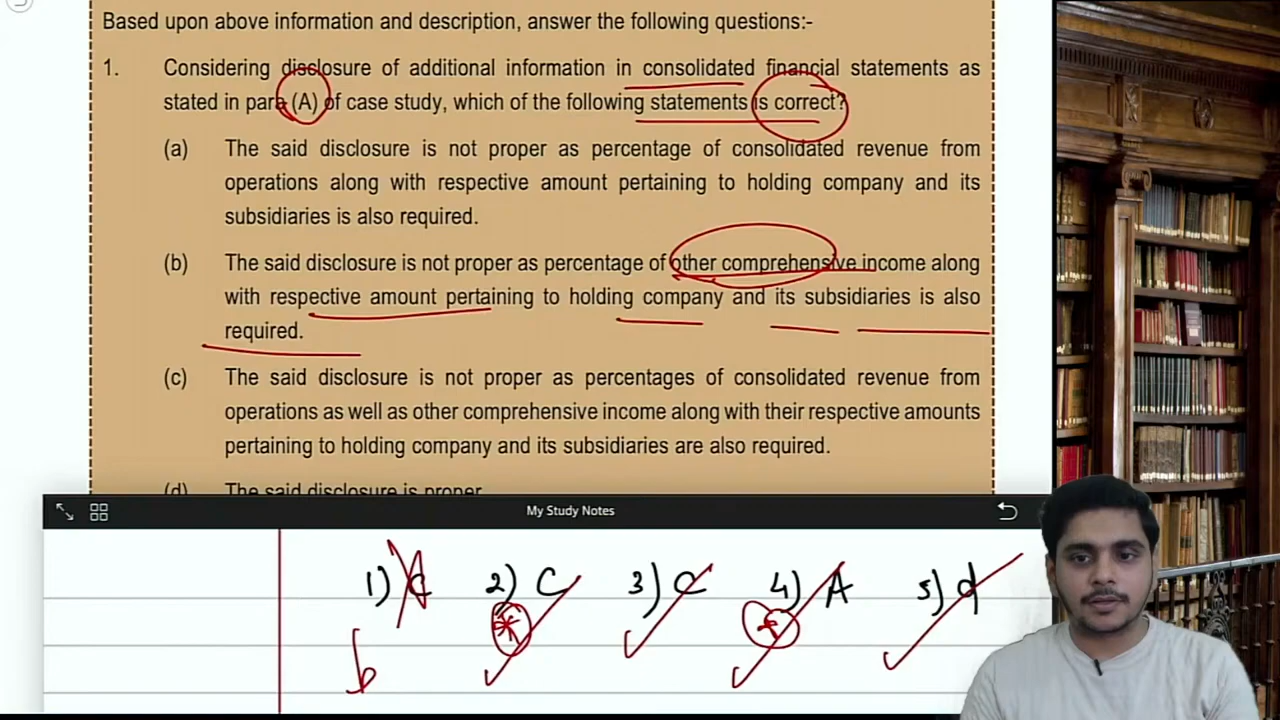 Based upon above information and description, answer the following questions:-
1. Considering disclosure of additional information in consolidated financial statements as
stated in para (A) of case study, which of the following statements is correct?
(a) The said disclosure is not proper as percentage of consolidated revenue from
operations along with respective amount pertaining to holding company and its
subsidiaries is also required.
(b) The said disclosure is not proper as percentage of other comprehensive income along
with respective amount pertaining to holding company and its subsidiaries is also
required.
(c) The said disclosure is not proper as percentages of consolidated revenue from
operations as well as other comprehensive income along with their respective amounts
pertaining to holding company and its subsidiaries are also required.
(d) The said disclosure is proper.
My Study Notes
1) C 2) C 3) C 4) A 5) d
b